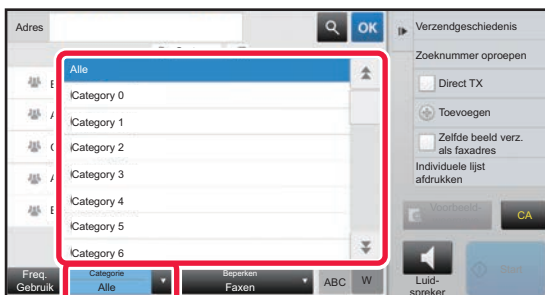 Adres
OK
Verzendgeschiedenis
Zoeknummer oproepen
Direct TX
Toevoegen
Zelfde beeld verz.
als faxadres
Individuele lijst
afdrukken
Voorbeeld
CA
Start
Luid-
spreker
Alle
Category 0
Category 1
Category 2
Category 3
Category 4
Category 5
Category 6
Freq.
Gebruik
Categorie
Alle
Beperken
Faxen
ABC
W